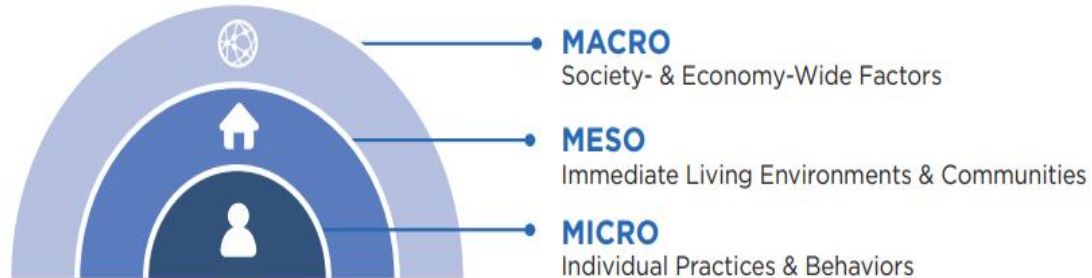 MACRO
Society- & Economy-Wide Factors
MESO
Immediate Living Environments & Communities
MICRO
Individual Practices & Behaviors